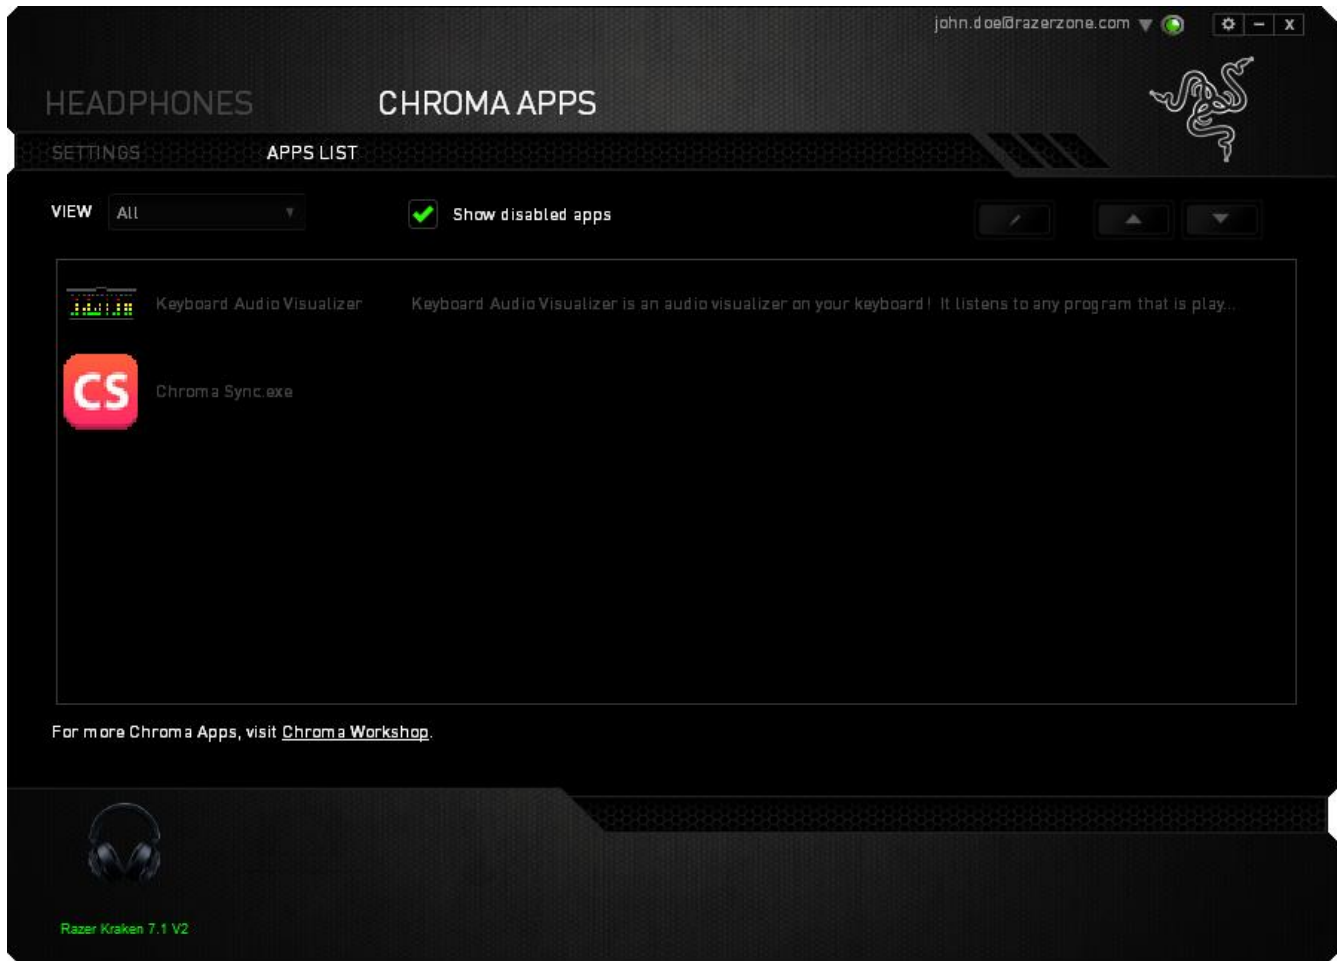 john.doe@razerzone.com
X
HEADPHONES CHROMA APPS
SETTINGS APPS LIST
VIEW All Show disabled apps
Keyboard Audio Visualizer Keyboard Audio Visualizer is an audio visualizer on your keyboard! It listens to any program that is play...
CS Chroma Sync.exe
For more Chroma Apps, visit Chroma Workshop.
Razer Kraken 7.1 V2